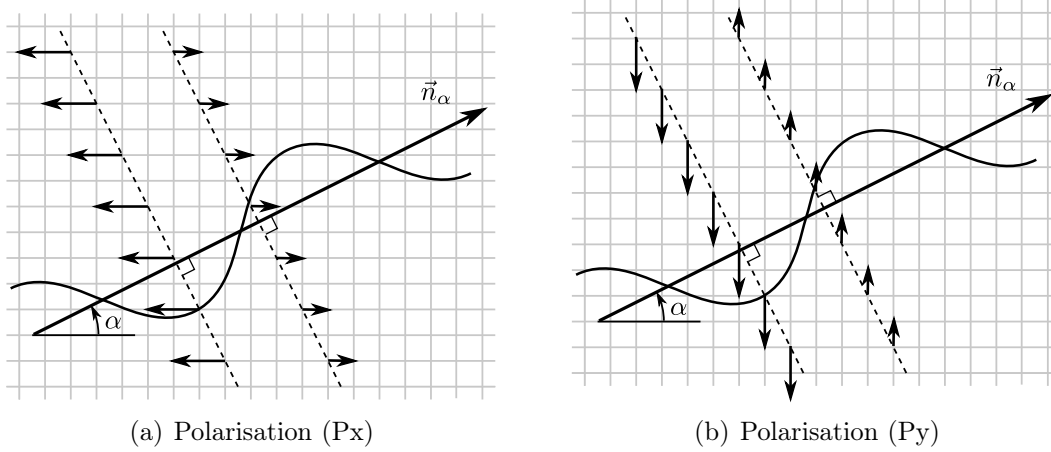 n⃗α
α
(a) Polarisation (Px)
n⃗α
α
(b) Polarisation (Py)